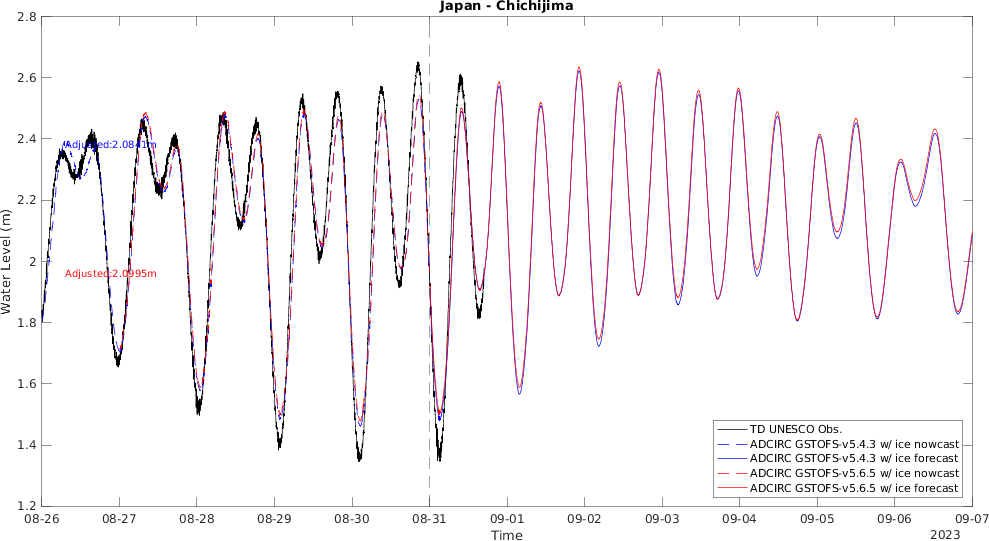 Japan - Chichijima
2.8
2.6
2.4
2.2
2
1.8
1.6
1.4
1.2
Water Level (m)
Adjusted:2.0841m
Adjusted:2.0995m
TD UNESCO Obs.
ADCIRC GSTOFS-v5.4.3 w/ ice nowcast
ADCIRC GSTOFS-v5.4.3 w/ ice forecast
ADCIRC GSTOFS-v5.6.5 w/ ice nowcast
ADCIRC GSTOFS-v5.6.5 w/ ice forecast
08-26 08-27 08-28 08-29 08-30 08-31 09-01 09-02 09-03 09-04 09-05 09-06 09-07
Time
2023